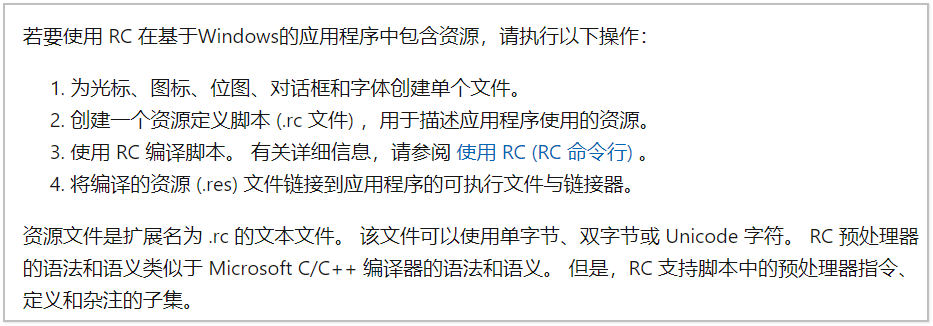 若要使用 RC 在基于Windows的应用程序中包含资源，请执行以下操作：
1. 为光标、图标、位图、对话框和字体创建单个文件。
2. 创建一个资源定义脚本 (.rc 文件) ，用于描述应用程序使用的资源。
3. 使用 RC 编译脚本。 有关详细信息，请参阅 使用 RC (RC 命令行) 。
4. 将编译的资源 (.res) 文件链接到应用程序的可执行文件与链接器。
资源文件是扩展名为 .rc 的文本文件。 该文件可以使用单字节、双字节或 Unicode 字符。 RC 预处理器
的语法和语义类似于 Microsoft C/C++ 编译器的语法和语义。 但是，RC 支持脚本中的预处理器指令、
定义和杂注的子集。